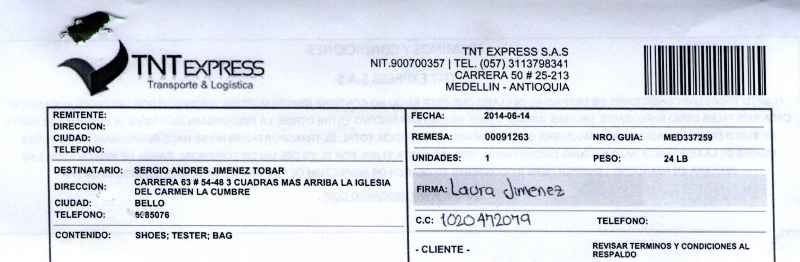 TNT EXPRESS
Transporte & Logistica
TNT EXPRESS S.A.S
NIT.900700357 | TEL. (057) 3113798341
CARRERA 50 # 25-213
MEDELLIN - ANTIOQUIA
REMITENTE:
DIRECCION:
CIUDAD:
TELEFONO:
DESTINATARIO: SERGIO ANDRES JIMENEZ TOBAR
DIRECCION: CARRERA 63 # 54-48 3 CUADRAS MAS ARRIBA LA IGLESIA
DEL CARMEN LA CUMBRE
CIUDAD: BELLO
TELEFONO: 5085076
CONTENIDO: SHOES; TESTER; BAG
FECHA: 2014-06-14
REMESA: 00091263 NRO. GUIA: MED337259
UNIDADES: 1 PESO: 24 LB
FIRMA: Laura Jimenez
C.C: 1020472079 TELEFONO:
- CLIENTE - REVISAR TERMINOS Y CONDICIONES AL
RESPALDO